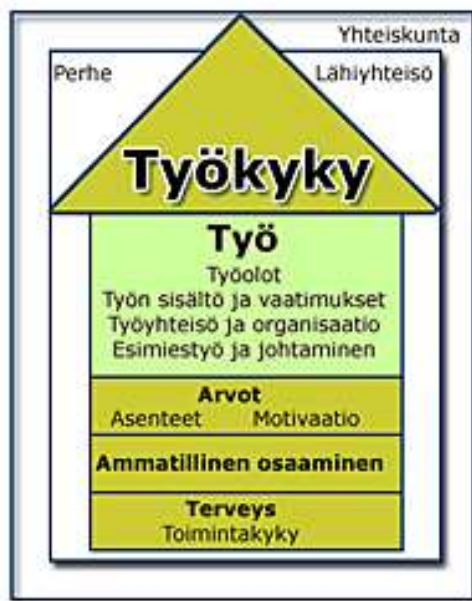 Yhteiskunta
Perhe
Lähiyhteisö
Työkyky
Työ
Työolot
Työn sisältö ja vaatimukset
Työyhteisö ja organisaatio
Esimiestyö ja johtaminen
Arvot
Asenteet Motivaatio
Ammatillinen osaaminen
Terveys
Toimintakyky